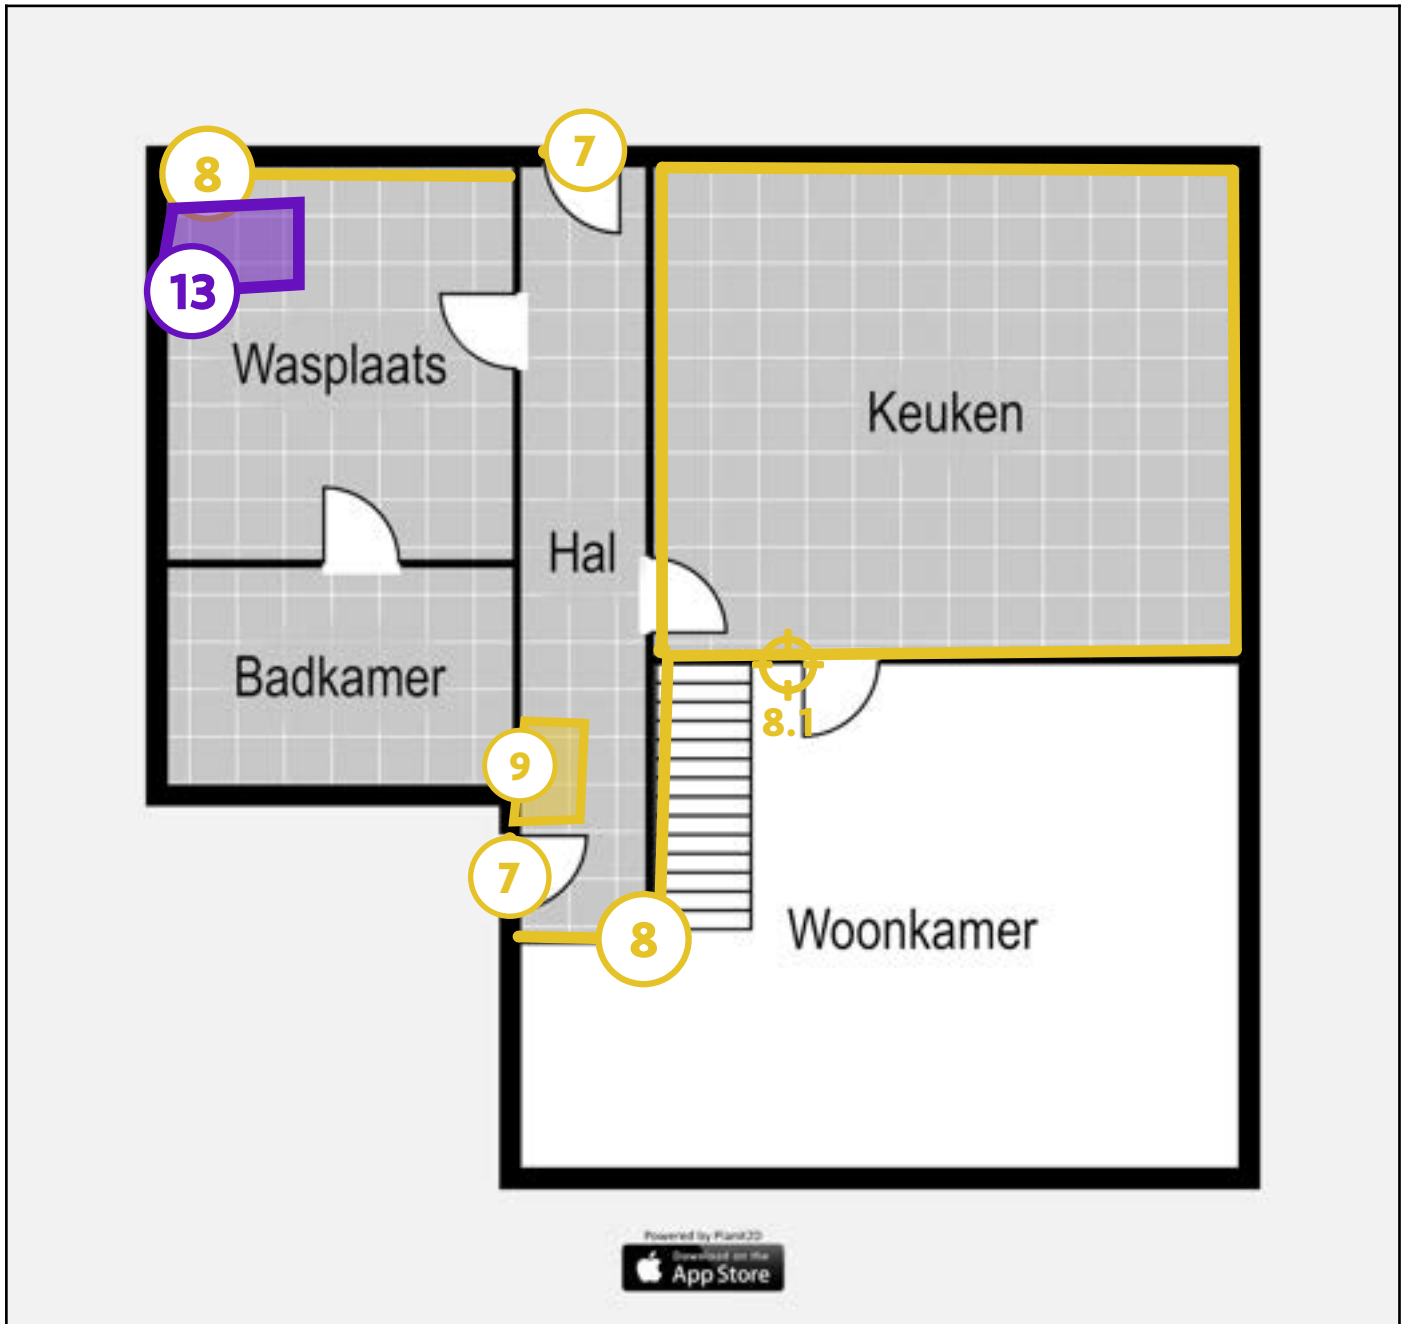 7
8
13
Wasplaats
Keuken
Hal
Badkamer
8.1
9
7
Woonkamer
8
Powered by Planit2D
Download on the
App Store